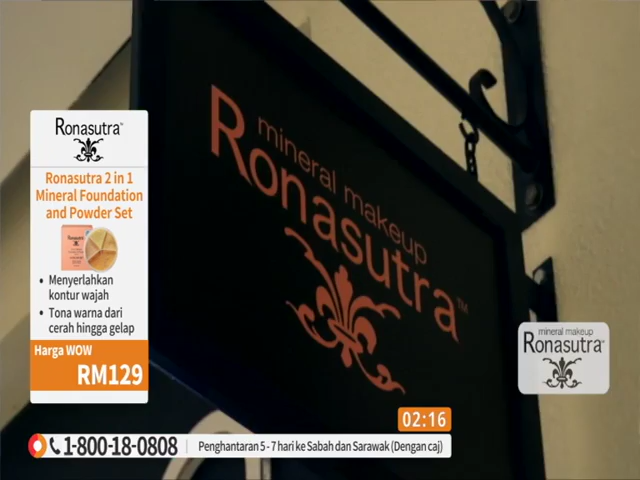 Ronasutra™
Ronasutra 2 in 1
Mineral Foundation
and Powder Set
• Menyerlahkan
kontur wajah
• Tona warna dari
cerah hingga gelap
Harga WOW
RM129
mineral makeup
Ronasutra™
mineral makeup
Ronasutra™
02:16
1-800-18-0808
Penghantaran 5 - 7 hari ke Sabah dan Sarawak (Dengan caj)